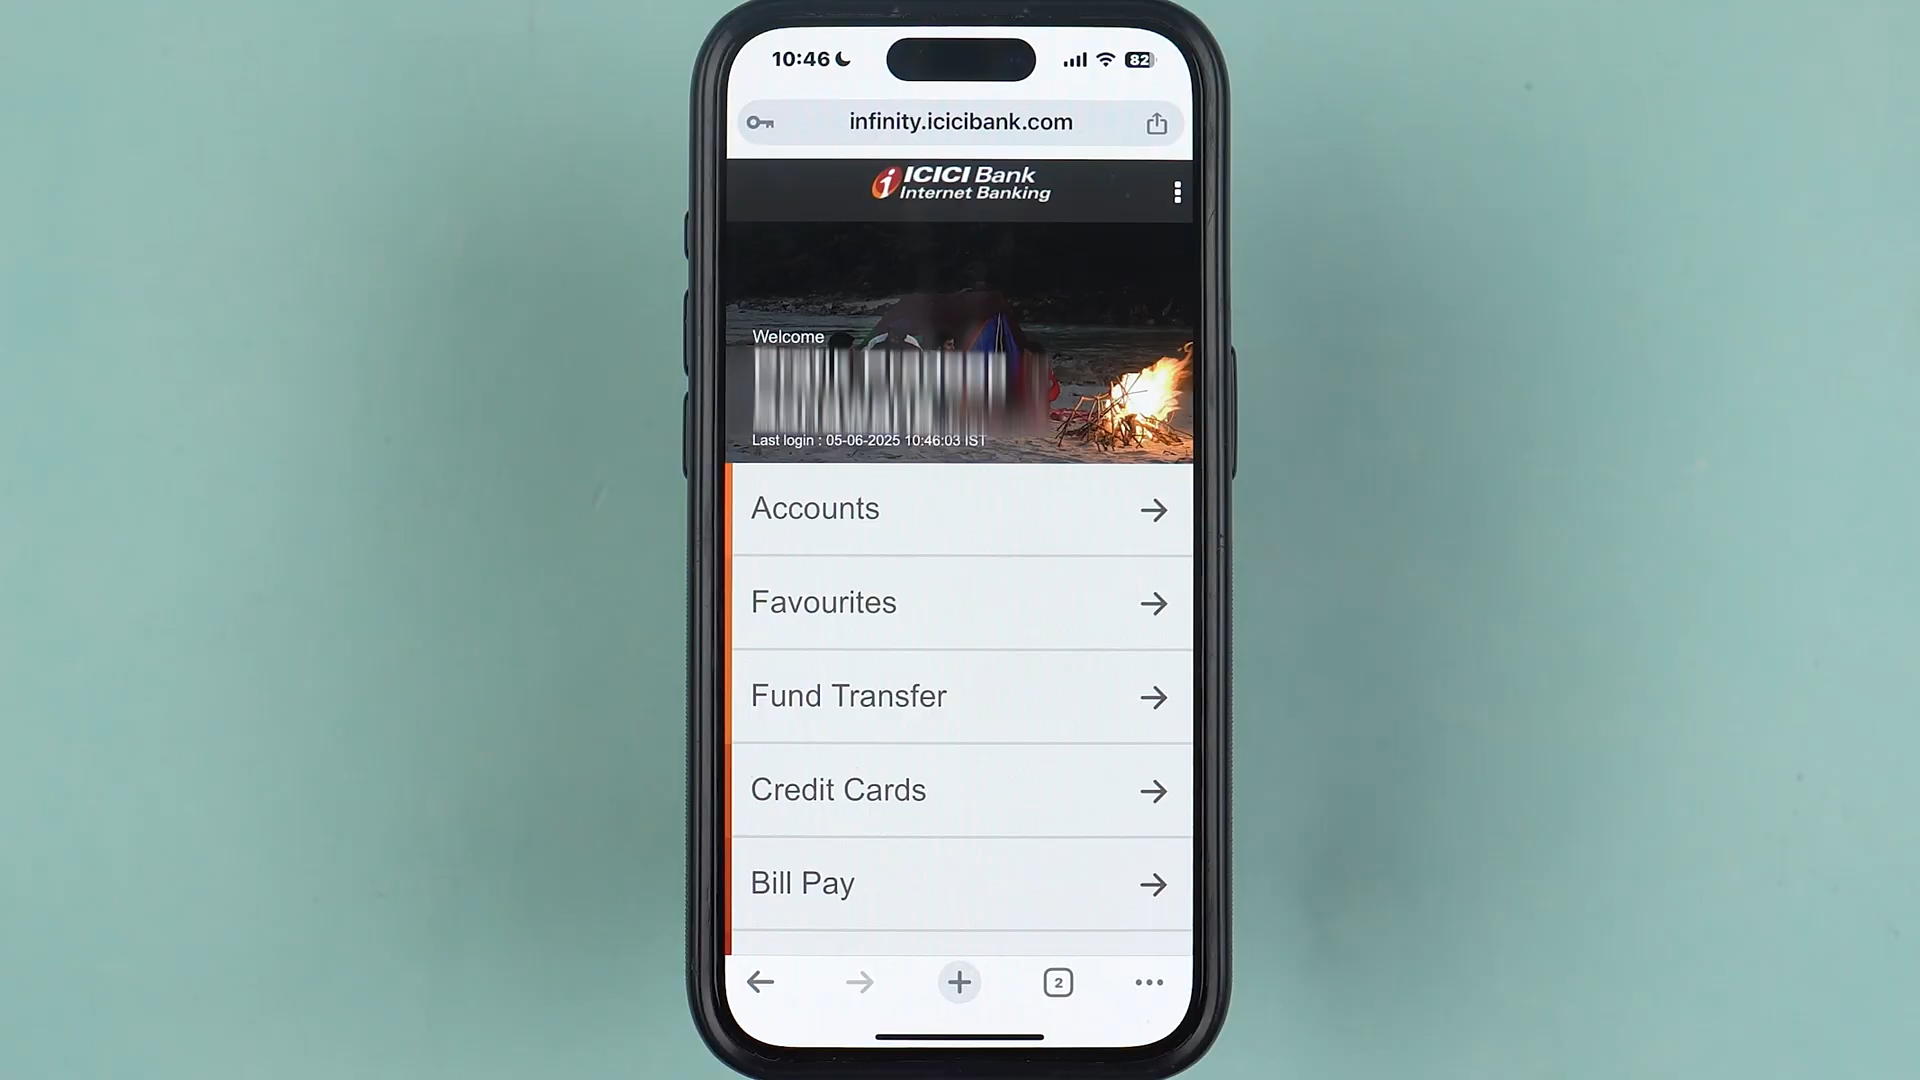 10:46
82
infinity.icicibank.com
ICICI Bank
Internet Banking
Welcome
Last login : 05-06-2025 10:46:03 IST
Accounts
Favourites
Fund Transfer
Credit Cards
Bill Pay
2